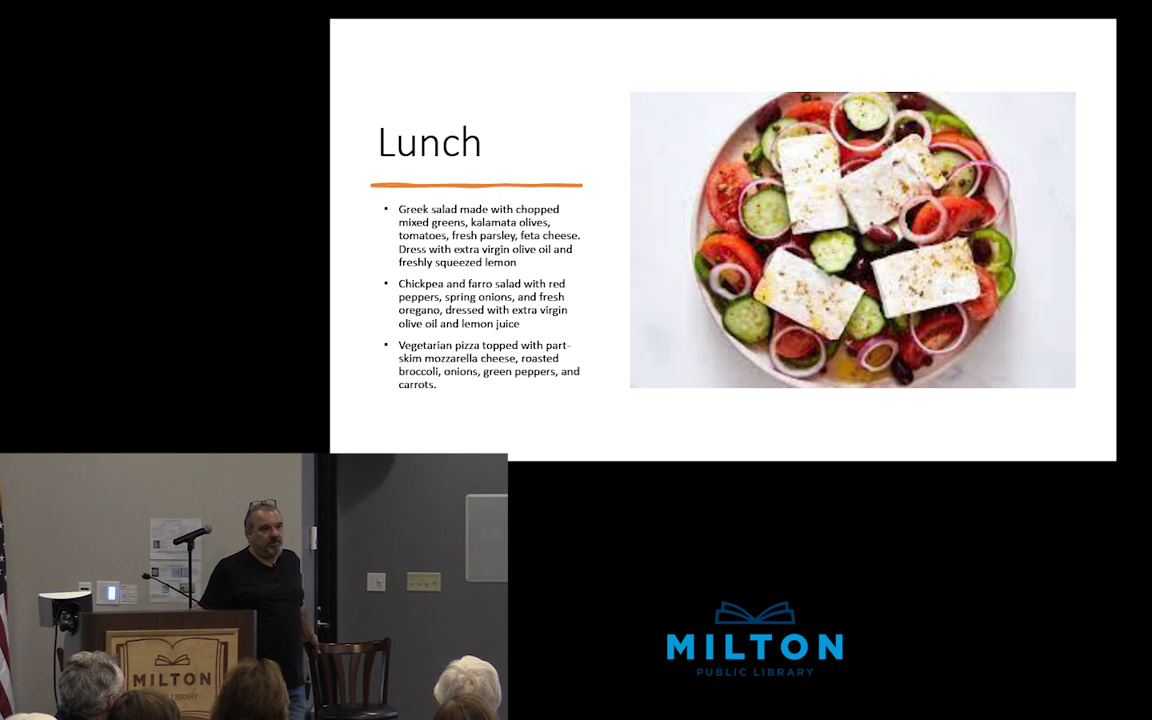 Lunch
• Greek salad made with chopped
mixed greens, kalamata olives,
tomatoes, fresh parsley, feta cheese.
Dress with extra virgin olive oil and
freshly squeezed lemon
• Chickpea and farro salad with red
peppers, spring onions, and fresh
oregano, dressed with extra virgin
olive oil and lemon juice
• Vegetarian pizza topped with part-
skim mozzarella cheese, roasted
broccoli, onions, green peppers, and
carrots.
MILTON
LIBRARY
MILTON
PUBLIC LIBRARY